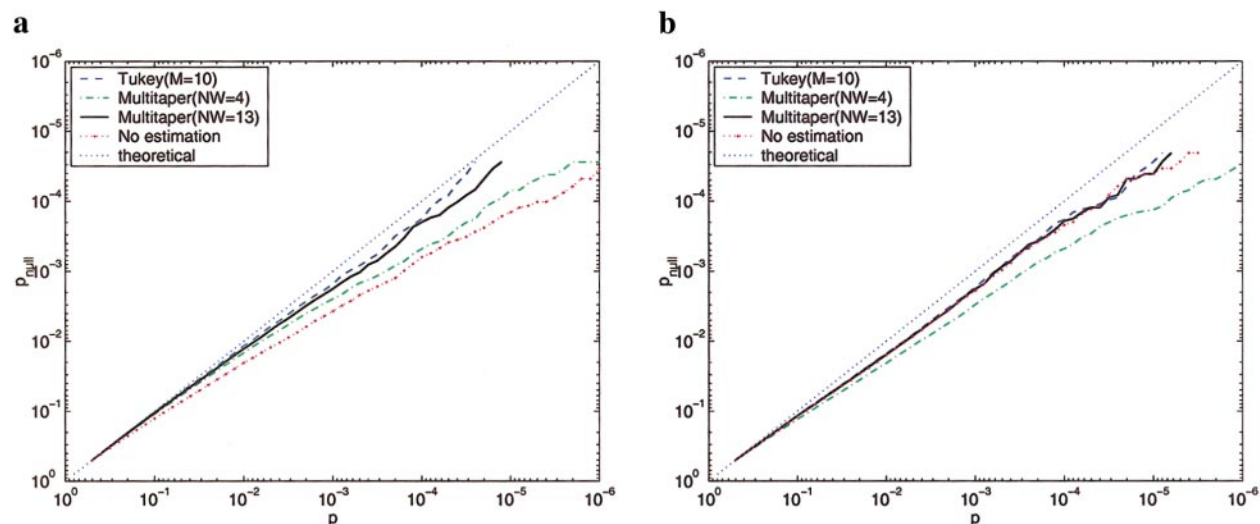 a
10^-6
10^-5
10^-4
10^-3
10^-2
10^-1
10^0
p_null
Tukey(M=10)
Multitaper(NW=4)
Multitaper(NW=13)
No estimation
theoretical
10^0 10^-1 10^-2 10^-3 10^-4 10^-5 10^-6
p
b
10^-6
10^-5
10^-4
10^-3
10^-2
10^-1
10^0
p_null
Tukey(M=10)
Multitaper(NW=4)
Multitaper(NW=13)
No estimation
theoretical
10^0 10^-1 10^-2 10^-3 10^-4 10^-5 10^-6
p